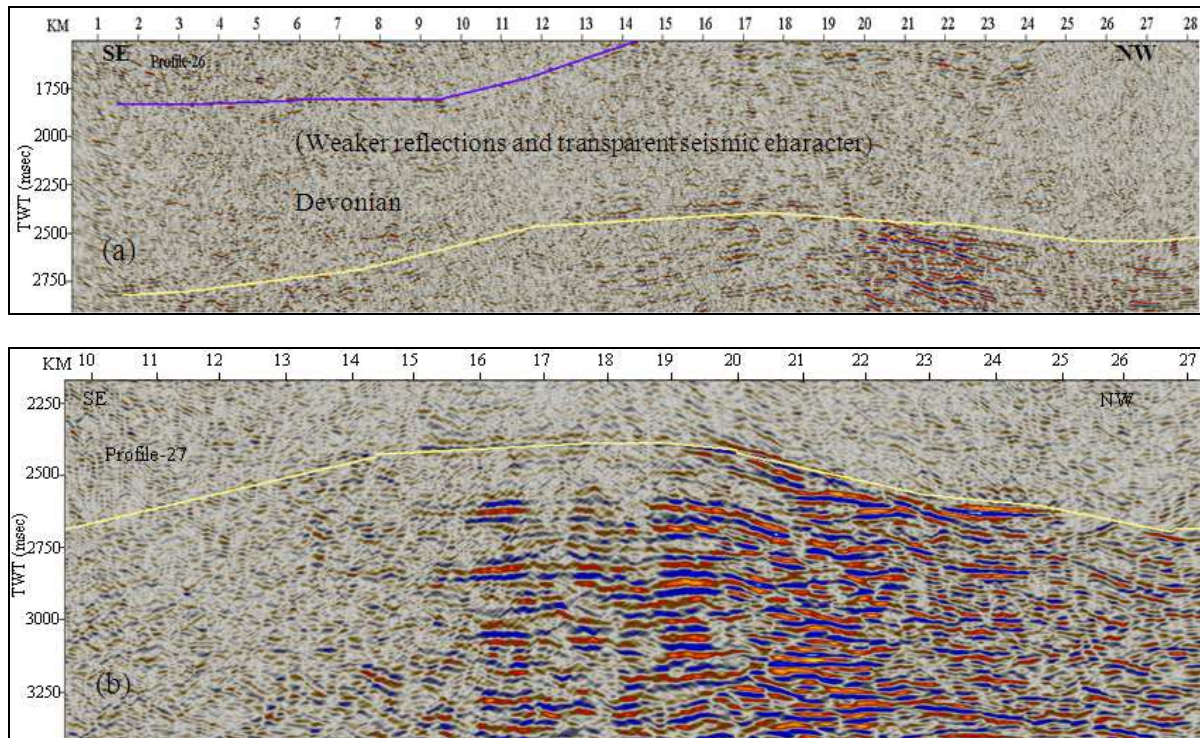 KM 1 2 3 4 5 6 7 8 9 10 11 12 13 14 15 16 17 18 19 20 21 22 23 25 26 27 28
SE Profile-26 NW
1750
2000
(Weaker reflections and transparent seismic eharacter)
2250
Devonian
TWT (msec)
2500
(a)
2750
KM 10 11 12 13 14 15 16 17 18 19 20 21 22 23 24 25 26 27
SE NW
2250
Profile-27
2500
TWT (msec)
2750
3000
3250
(b)